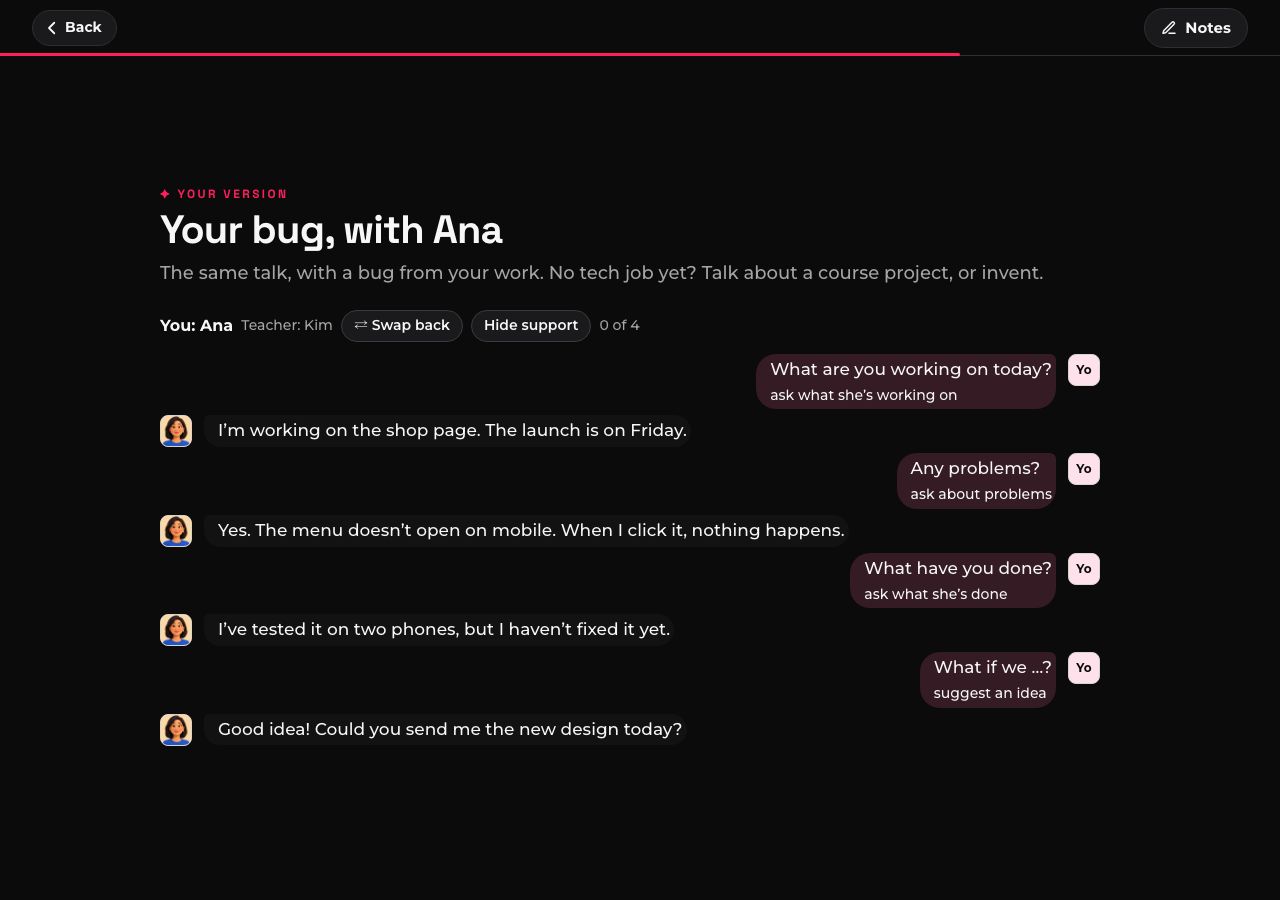 Back
Notes
YOUR VERSION
Your bug, with Ana
The same talk, with a bug from your work. No tech job yet? Talk about a course project, or invent.
You: Ana Teacher: Kim Swap back Hide support 0 of 4
What are you working on today? Yo
ask what she’s working on
I’m working on the shop page. The launch is on Friday.
Any problems? Yo
ask about problems
Yes. The menu doesn’t open on mobile. When I click it, nothing happens.
What have you done? Yo
ask what she’s done
I’ve tested it on two phones, but I haven’t fixed it yet.
What if we …? Yo
suggest an idea
Good idea! Could you send me the new design today?